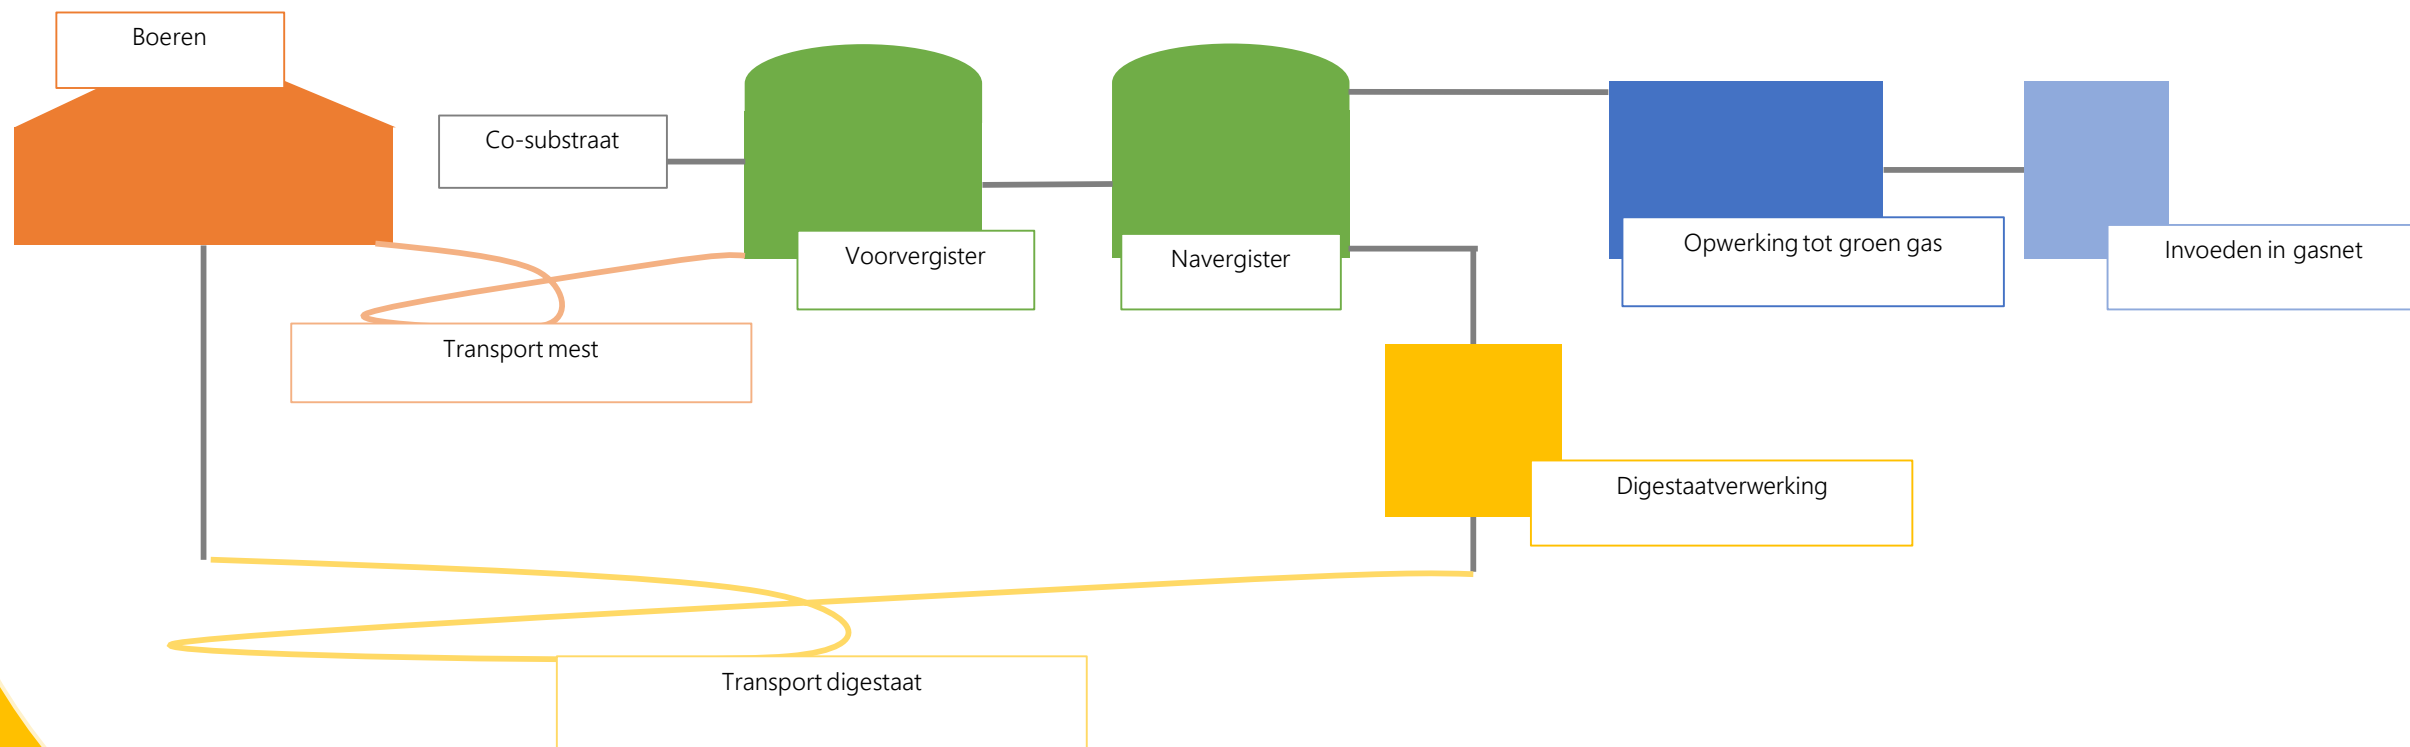 Boeren
Co-substraat
Voorvergister
Navergister
Opwerking tot groen gas
Invoeden in gasnet
Transport mest
Digestaatverwerking
Transport digestaat